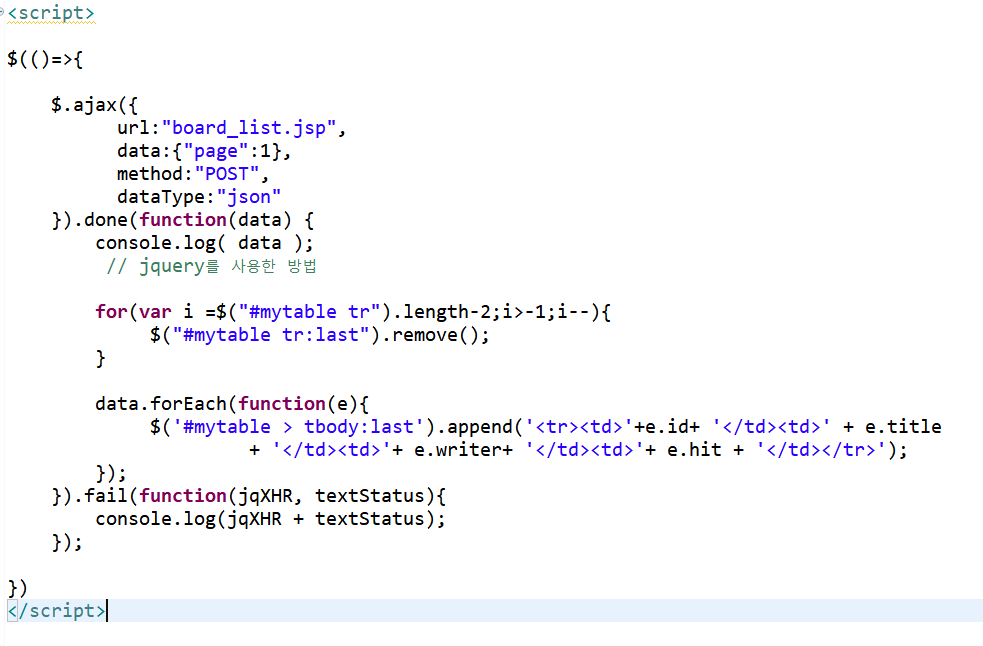 <script>
$(()=>{
$.ajax({
url:"board_list.jsp",
data:{"page":1},
method:"POST",
dataType:"json"
}).done(function(data) {
console.log( data );
// jquery를 사용한 방법
for(var i =$("#mytable tr").length-2;i>-1;i--){
$("#mytable tr:last").remove();
}
data.forEach(function(e){
$('#mytable > tbody:last').append('<tr><td>'+e.id+ '</td><td>' + e.title
+ '</td><td>'+ e.writer+ '</td><td>'+ e.hit + '</td></tr>');
});
}).fail(function(jqXHR, textStatus){
console.log(jqXHR + textStatus);
});
})
</script>